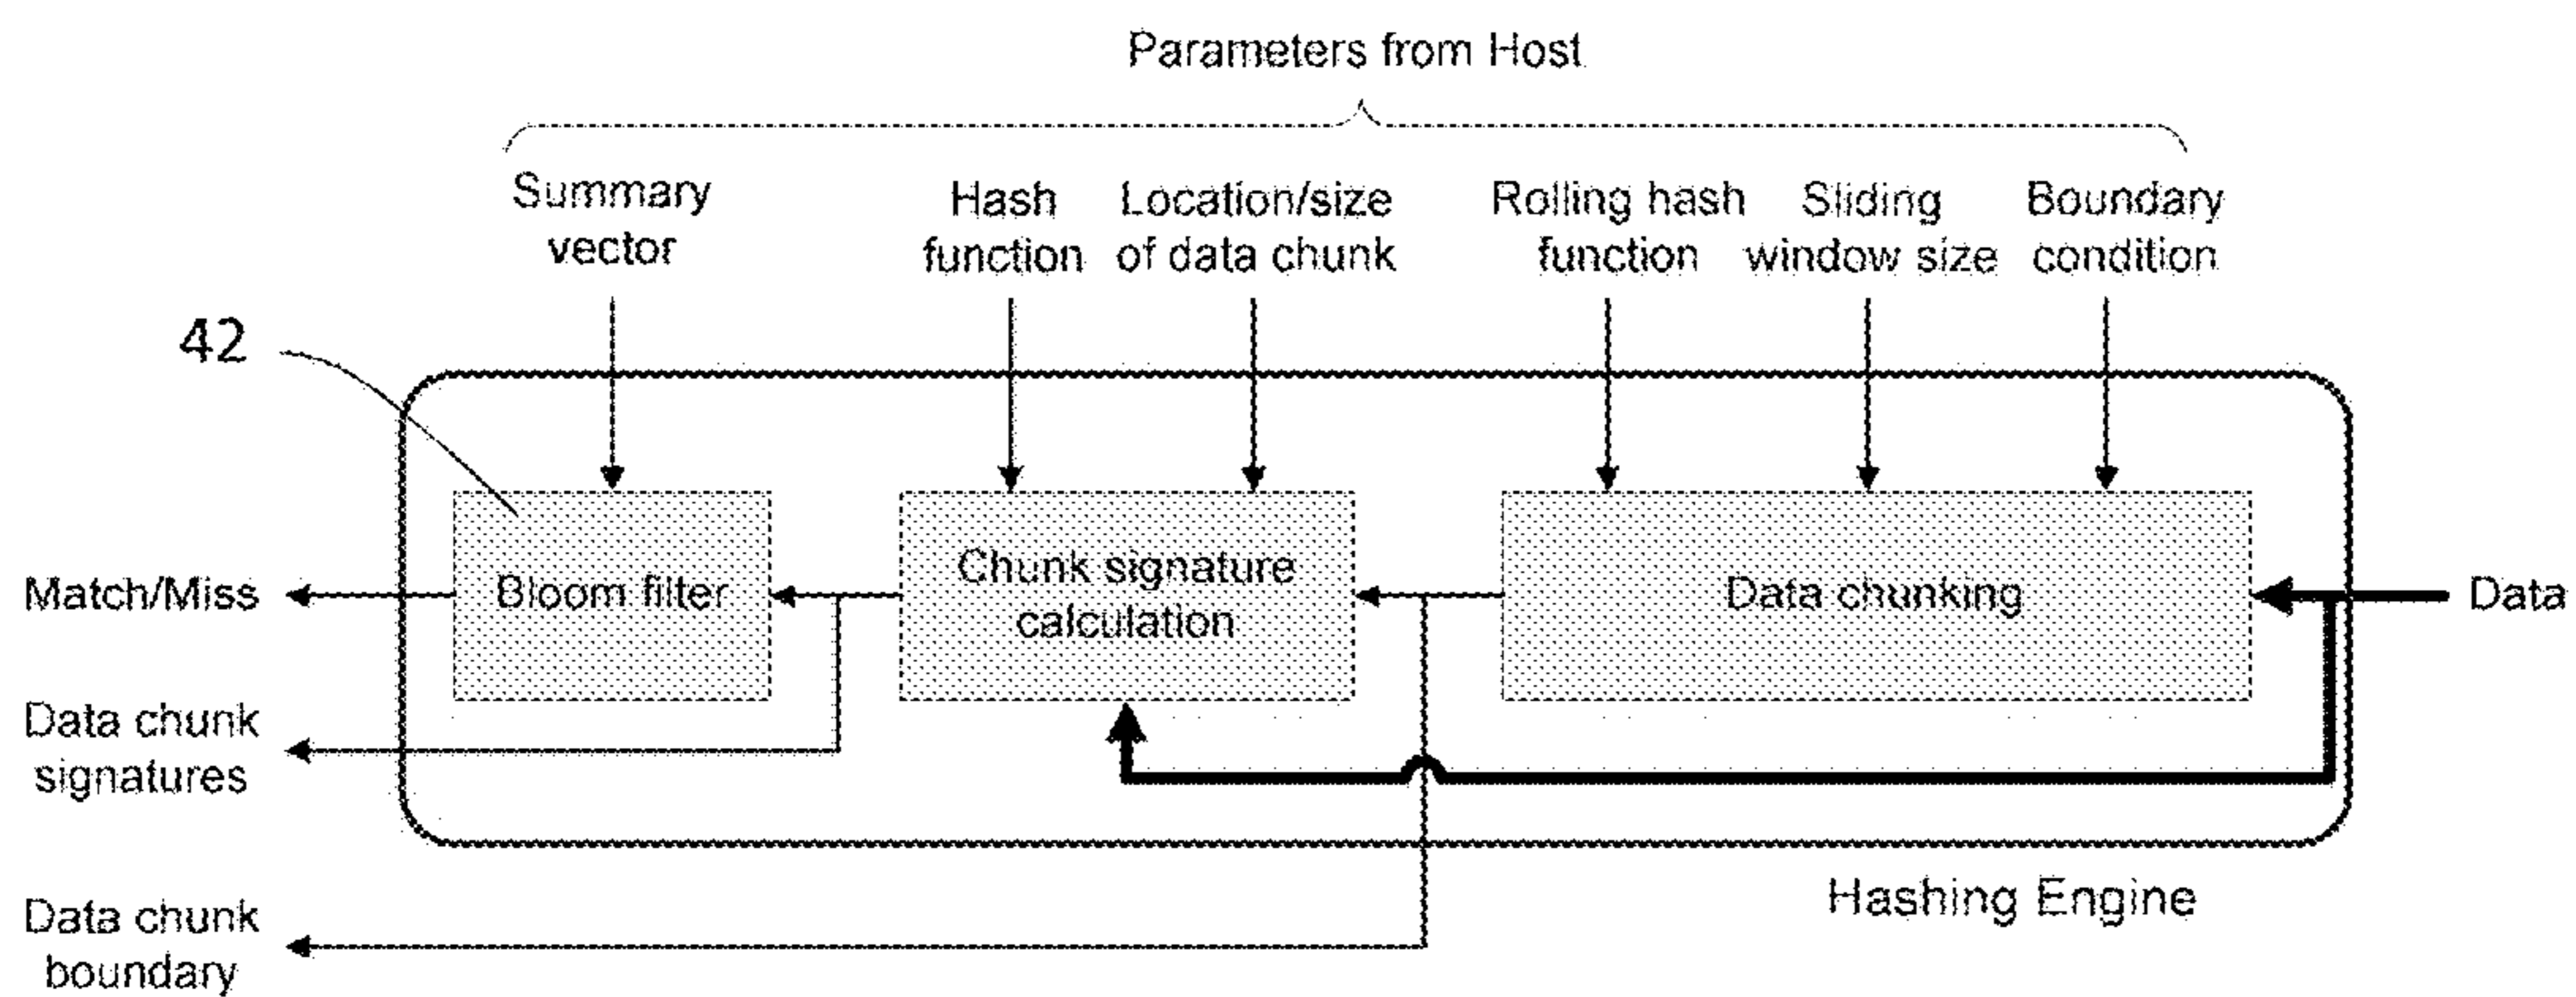 Parameters from Host
Summary
vector
Hash
function
Location/size
of data chunk
Rolling hash
function
Sliding
window size
Boundary
condition
42
Match/Miss
Bloom filter
Chunk signature
calculation
Data chunking
Data
Data chunk
signatures
Hashing Engine
Data chunk
boundary